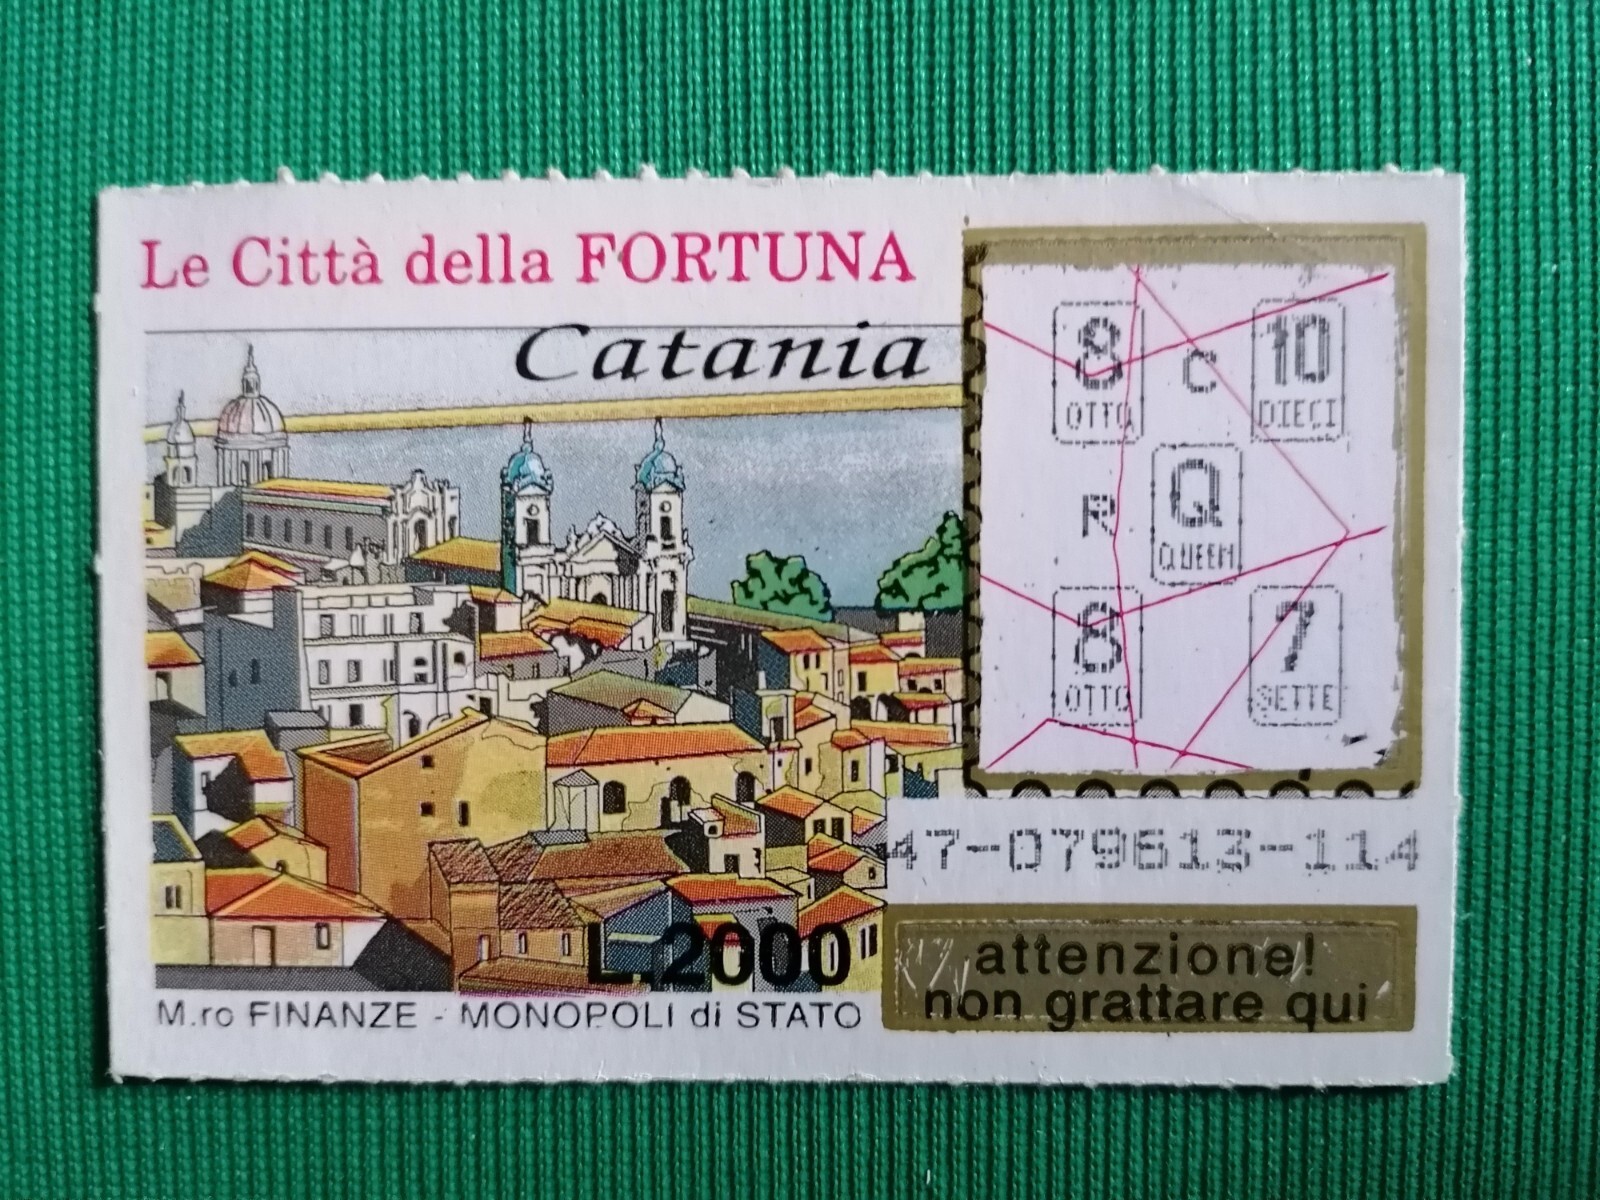 Le Città della FORTUNA
Catania
8 C 10
OTTO DIECI
R Q
QUEEN
8 7
OTTO SETTE
47-079613-114
L.2000
attenzione!
non grattare qui
M.ro FINANZE - MONOPOLI di STATO